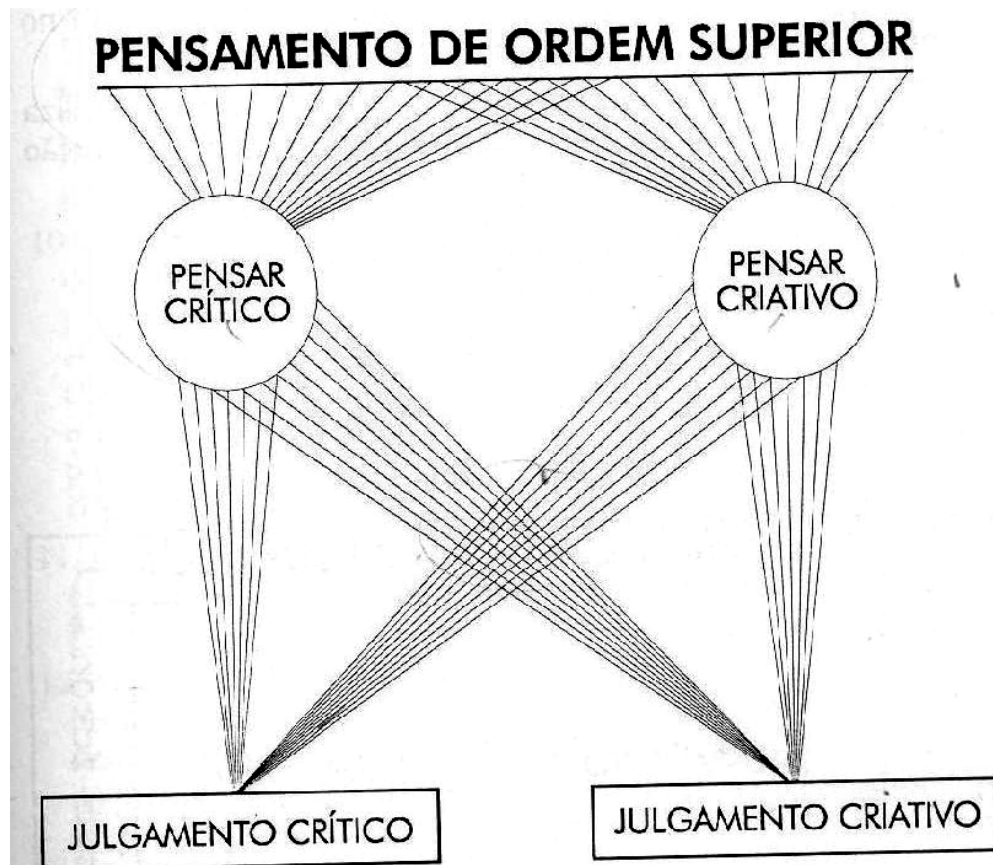 PENSAMENTO DE ORDEM SUPERIOR
PENSAR
CRÍTICO
PENSAR
CRIATIVO
JULGAMENTO CRÍTICO
JULGAMENTO CRIATIVO